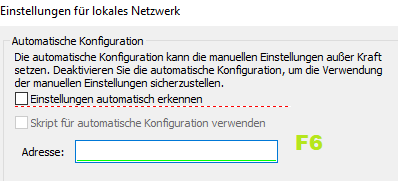 Einstellungen für lokales Netzwerk
Automatische Konfiguration
Die automatische Konfiguration kann die manuellen Einstellungen außer Kraft
setzen. Deaktivieren Sie die automatische Konfiguration, um die Verwendung
der manuellen Einstellungen sicherzustellen.
Einstellungen automatisch erkennen
Skript für automatische Konfiguration verwenden
Adresse:
F6